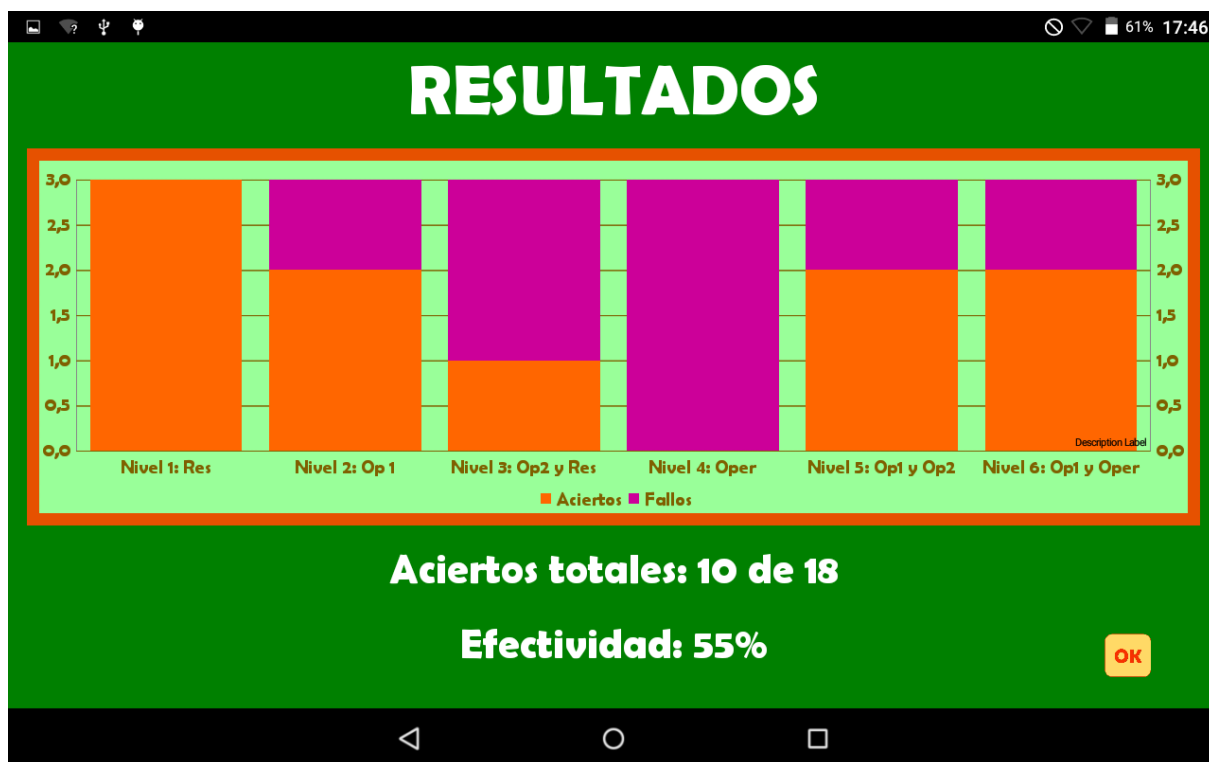 61% 17:46
RESULTADOS
3,0 3,0
2,5 2,5
2,0 2,0
1,5 1,5
1,0 1,0
0,5 0,5
Description Label
0,0 0,0
Nivel 1: Res Nivel 2: Op 1 Nivel 3: Op2 y Res Nivel 4: Oper Nivel 5: Op1 y Op2 Nivel 6: Op1 y Oper
Aciertos Fallos
Aciertos totales: 10 de 18
Efectividad: 55%
OK